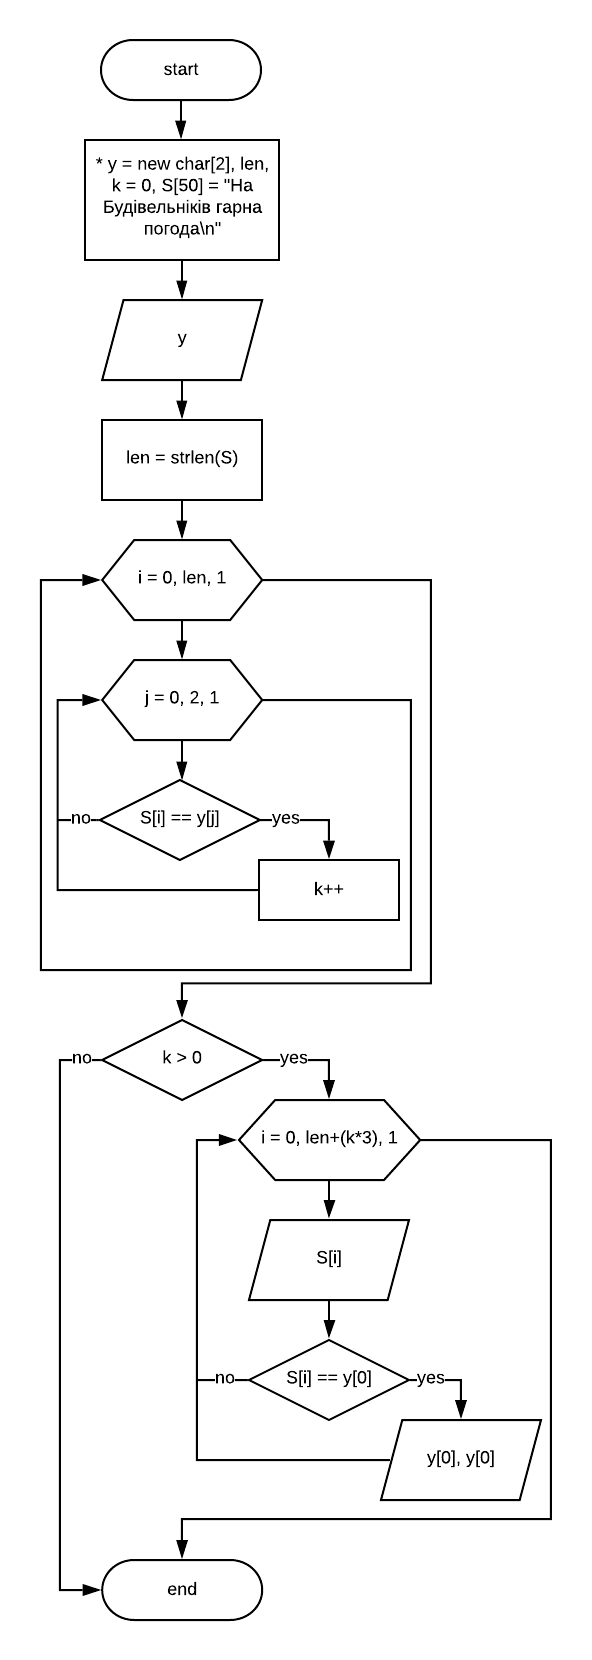 start
* y = new char[2], len,
k = 0, S[50] = "На
Будівельніків гарна
погода\n"
y
len = strlen(S)
i = 0, len, 1
j = 0, 2, 1
no
S[i] == y[j]
yes
k++
no
k > 0
yes
i = 0, len+(k*3), 1
S[i]
no
S[i] == y[0]
yes
y[0], y[0]
end